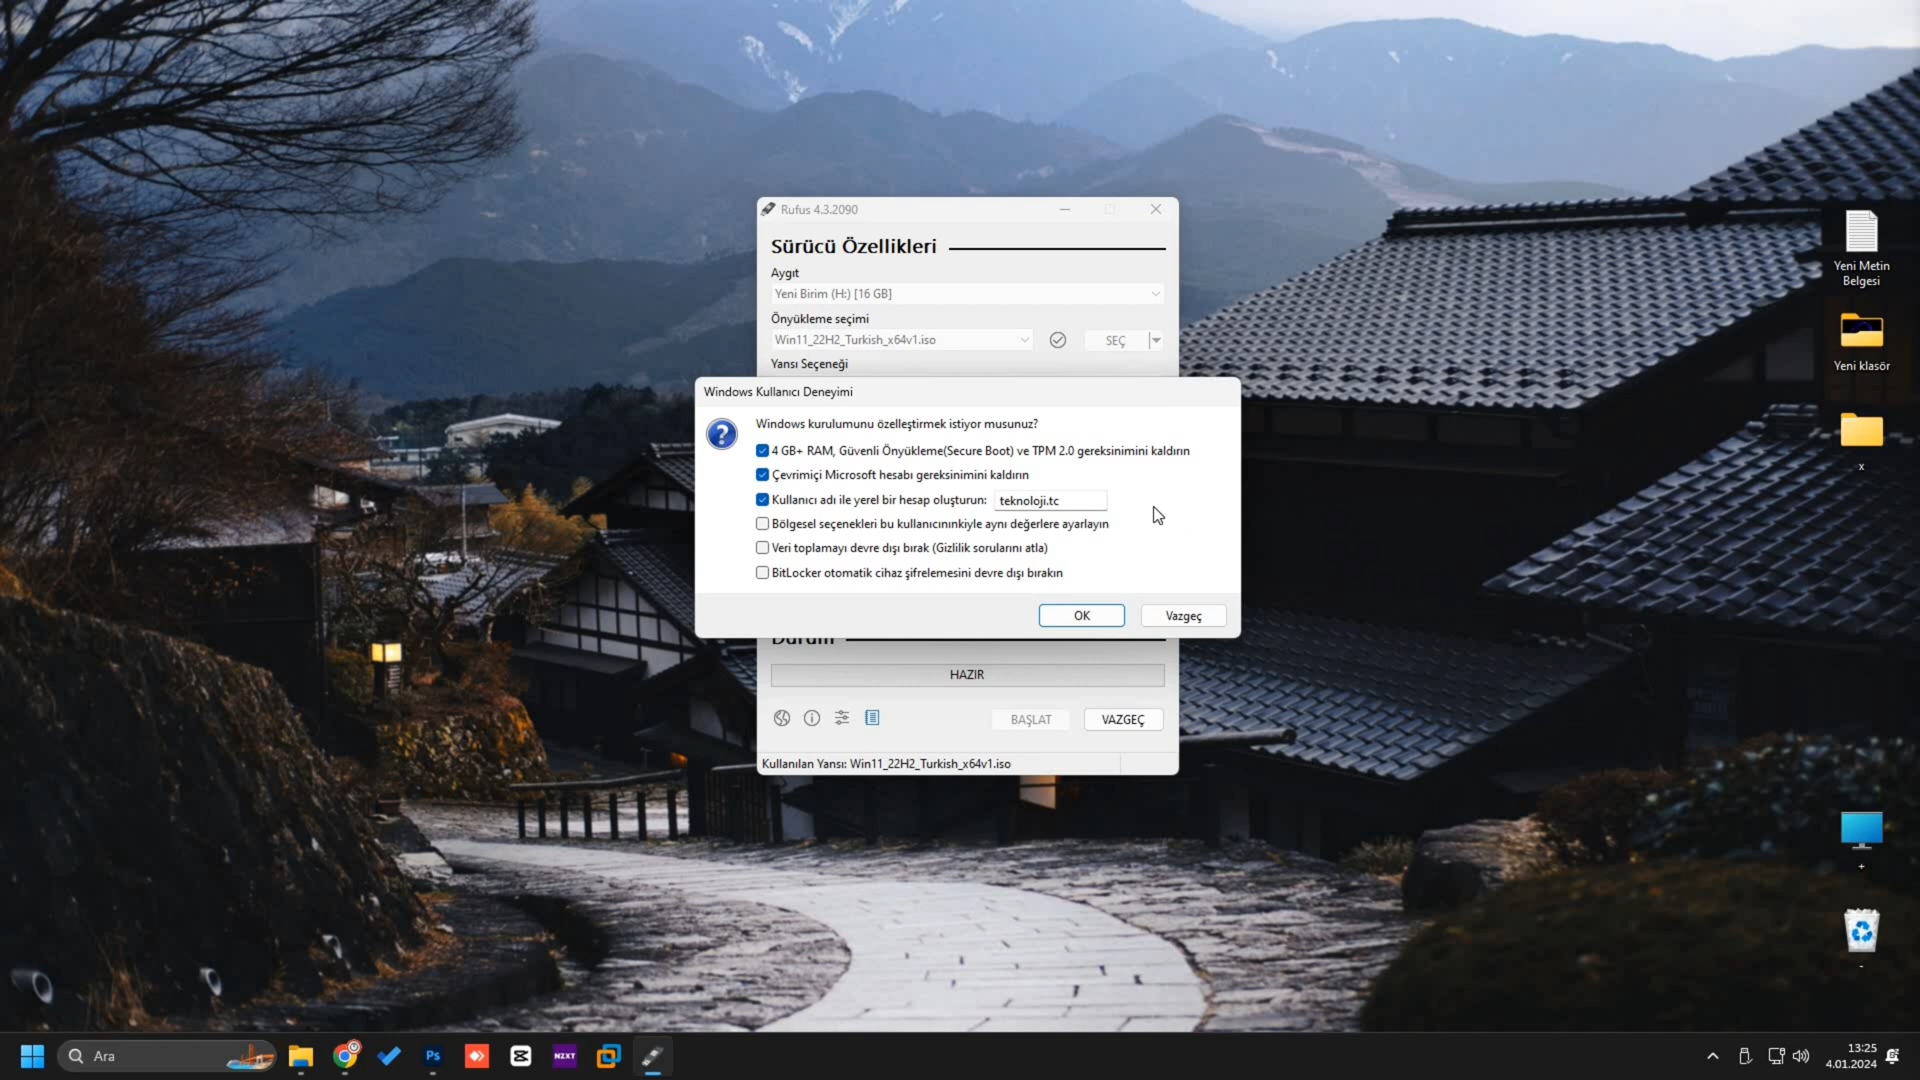 Rufus 4.3.2090
Sürücü Özellikleri
Aygıt
Yeni Birim (H:) [16 GB]
Önyükleme seçimi
Win11_22H2_Turkish_x64v1.iso
SEÇ
Yansı Seçeneği
Windows Kullanıcı Deneyimi
Windows kurulumunu özelleştirmek istiyor musunuz?
4 GB+ RAM, Güvenli Önyükleme(Secure Boot) ve TPM 2.0 gereksinimini kaldırın
Çevrimiçi Microsoft hesabı gereksinimini kaldırın
Kullanıcı adı ile yerel bir hesap oluşturun: teknoloji.tc
Bölgesel seçenekleri bu kullanıcınınkiyle aynı değerlere ayarlayın
Veri toplamayı devre dışı bırak (Gizlilik sorularını atla)
BitLocker otomatik cihaz şifrelemesini devre dışı bırakın
OK
Vazgeç
Durum
HAZIR
BAŞLAT
VAZGEÇ
Kullanılan Yansı: Win11_22H2_Turkish_x64v1.iso
Yeni Metin
Belgesi
Yeni klasör
x
+
-
Ara
Ps
NZXT
13:25
4.01.2024